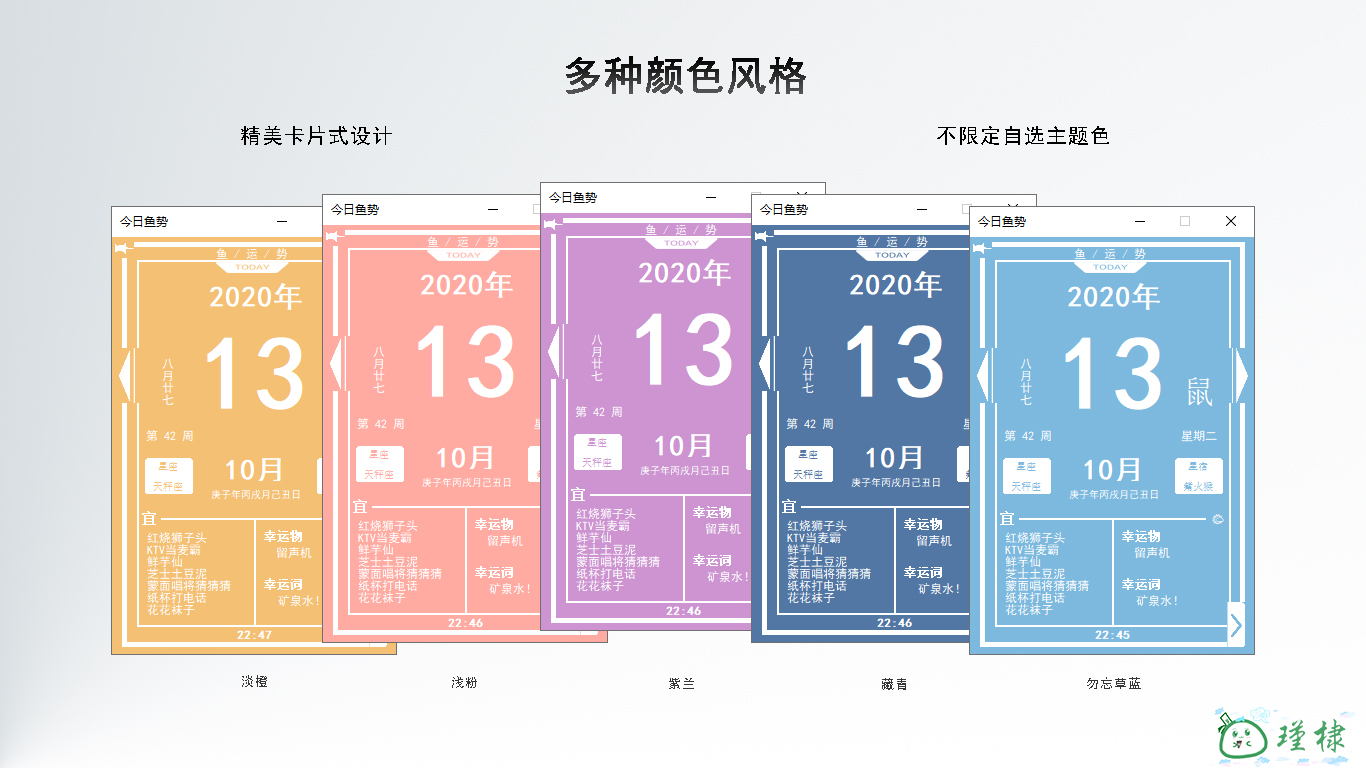 多种颜色风格
精美卡片式设计
不限定自选主题色
今日鱼势
鱼 / 运 / 势
TODAY
2020年
13
八月廿七
第 42 周
星座
天秤座
10月
庚子年丙戌月己丑日
宜
红烧狮子头
KTV当麦霸
鲜芋仙
芝士土豆泥
蒙面唱将猜猜猜
纸杯打电话
花花袜子
幸运物
留声机
幸运词
矿泉水!
22:47
淡橙
今日鱼势
鱼 / 运 / 势
TODAY
2020年
13
八月廿七
第 42 周
星座
天秤座
10月
庚子年丙戌月己丑日
宜
红烧狮子头
KTV当麦霸
鲜芋仙
芝士土豆泥
蒙面唱将猜猜猜
纸杯打电话
花花袜子
幸运物
留声机
幸运词
矿泉水!
22:46
浅粉
今日鱼势
鱼 / 运 / 势
TODAY
2020年
13
八月廿七
第 42 周
星座
天秤座
10月
庚子年丙戌月己丑日
宜
红烧狮子头
KTV当麦霸
鲜芋仙
芝士土豆泥
蒙面唱将猜猜猜
纸杯打电话
花花袜子
幸运物
留声机
幸运词
矿泉水!
22:46
紫兰
今日鱼势
鱼 / 运 / 势
TODAY
2020年
13
八月廿七
第 42 周
星座
天秤座
10月
庚子年丙戌月己丑日
宜
红烧狮子头
KTV当麦霸
鲜芋仙
芝士土豆泥
蒙面唱将猜猜猜
纸杯打电话
花花袜子
幸运物
留声机
幸运词
矿泉水!
22:46
藏青
今日鱼势
鱼 / 运 / 势
TODAY
2020年
13
八月廿七
鼠
第 42 周
星期二
星座
天秤座
10月
庚子年丙戌月己丑日
星宿
觜火猴
宜
红烧狮子头
KTV当麦霸
鲜芋仙
芝士土豆泥
蒙面唱将猜猜猜
纸杯打电话
花花袜子
幸运物
留声机
幸运词
矿泉水!
22:45
勿忘草蓝
瑾棣